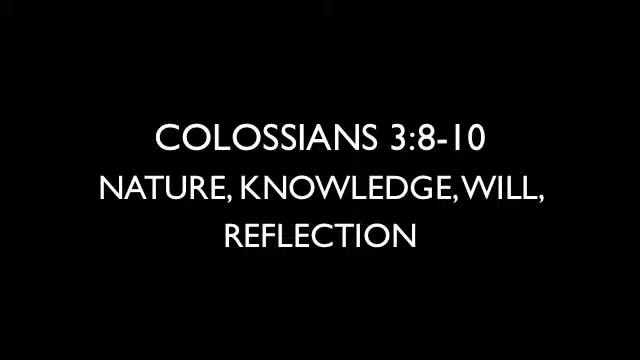 COLOSSIANS 3:8-10
NATURE, KNOWLEDGE, WILL,
REFLECTION